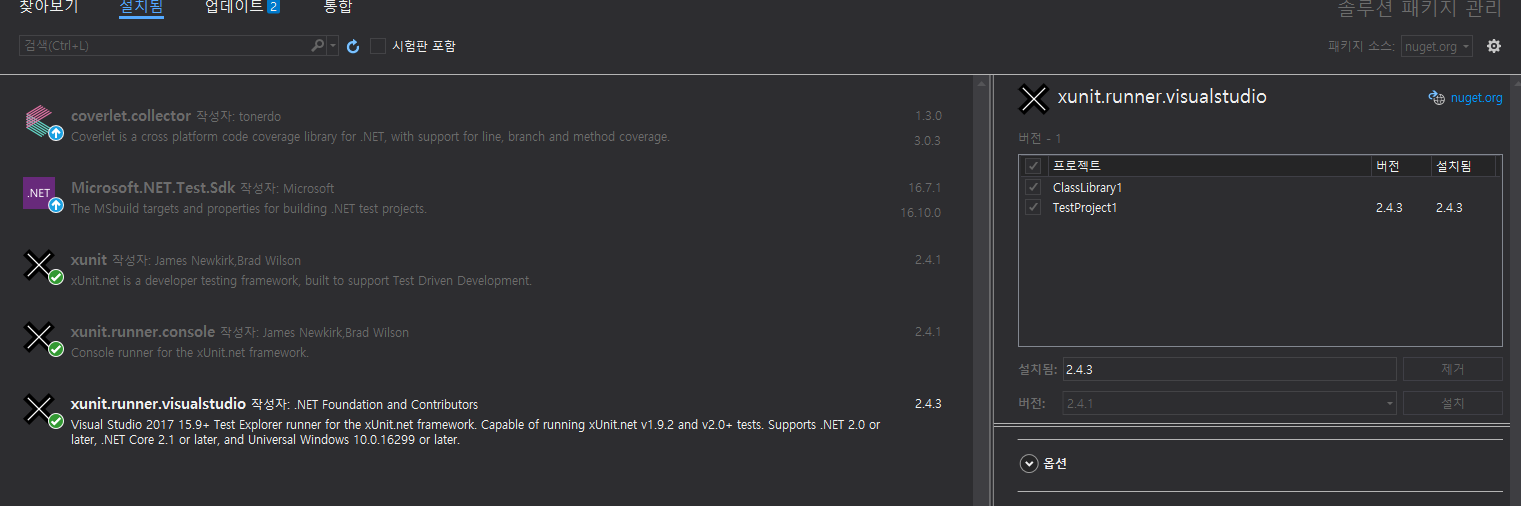 찾아보기 설치됨 업데이트 2 통합 솔루션 패키지 관리
검색(Ctrl+L) 시험판 포함 패키지 소스: nuget.org
coverlet.collector 작성자: tonerdo 1.3.0
Coverlet is a cross platform code coverage library for .NET, with support for line, branch and method coverage. 3.0.3
.NET Microsoft.NET.Test.Sdk 작성자: Microsoft 16.7.1
The MSbuild targets and properties for building .NET test projects. 16.10.0
xunit 작성자: James Newkirk,Brad Wilson 2.4.1
xUnit.net is a developer testing framework, built to support Test Driven Development.
xunit.runner.console 작성자: James Newkirk,Brad Wilson 2.4.1
Console runner for the xUnit.net framework.
xunit.runner.visualstudio 작성자: .NET Foundation and Contributors 2.4.3
Visual Studio 2017 15.9+ Test Explorer runner for the xUnit.net framework. Capable of running xUnit.net v1.9.2 and v2.0+ tests. Supports .NET 2.0 or
later, .NET Core 2.1 or later, and Universal Windows 10.0.16299 or later.
xunit.runner.visualstudio nuget.org
버전 - 1
프로젝트 버전 설치됨
ClassLibrary1
TestProject1 2.4.3 2.4.3
설치됨: 2.4.3 제거
버전: 2.4.1 설치
옵션